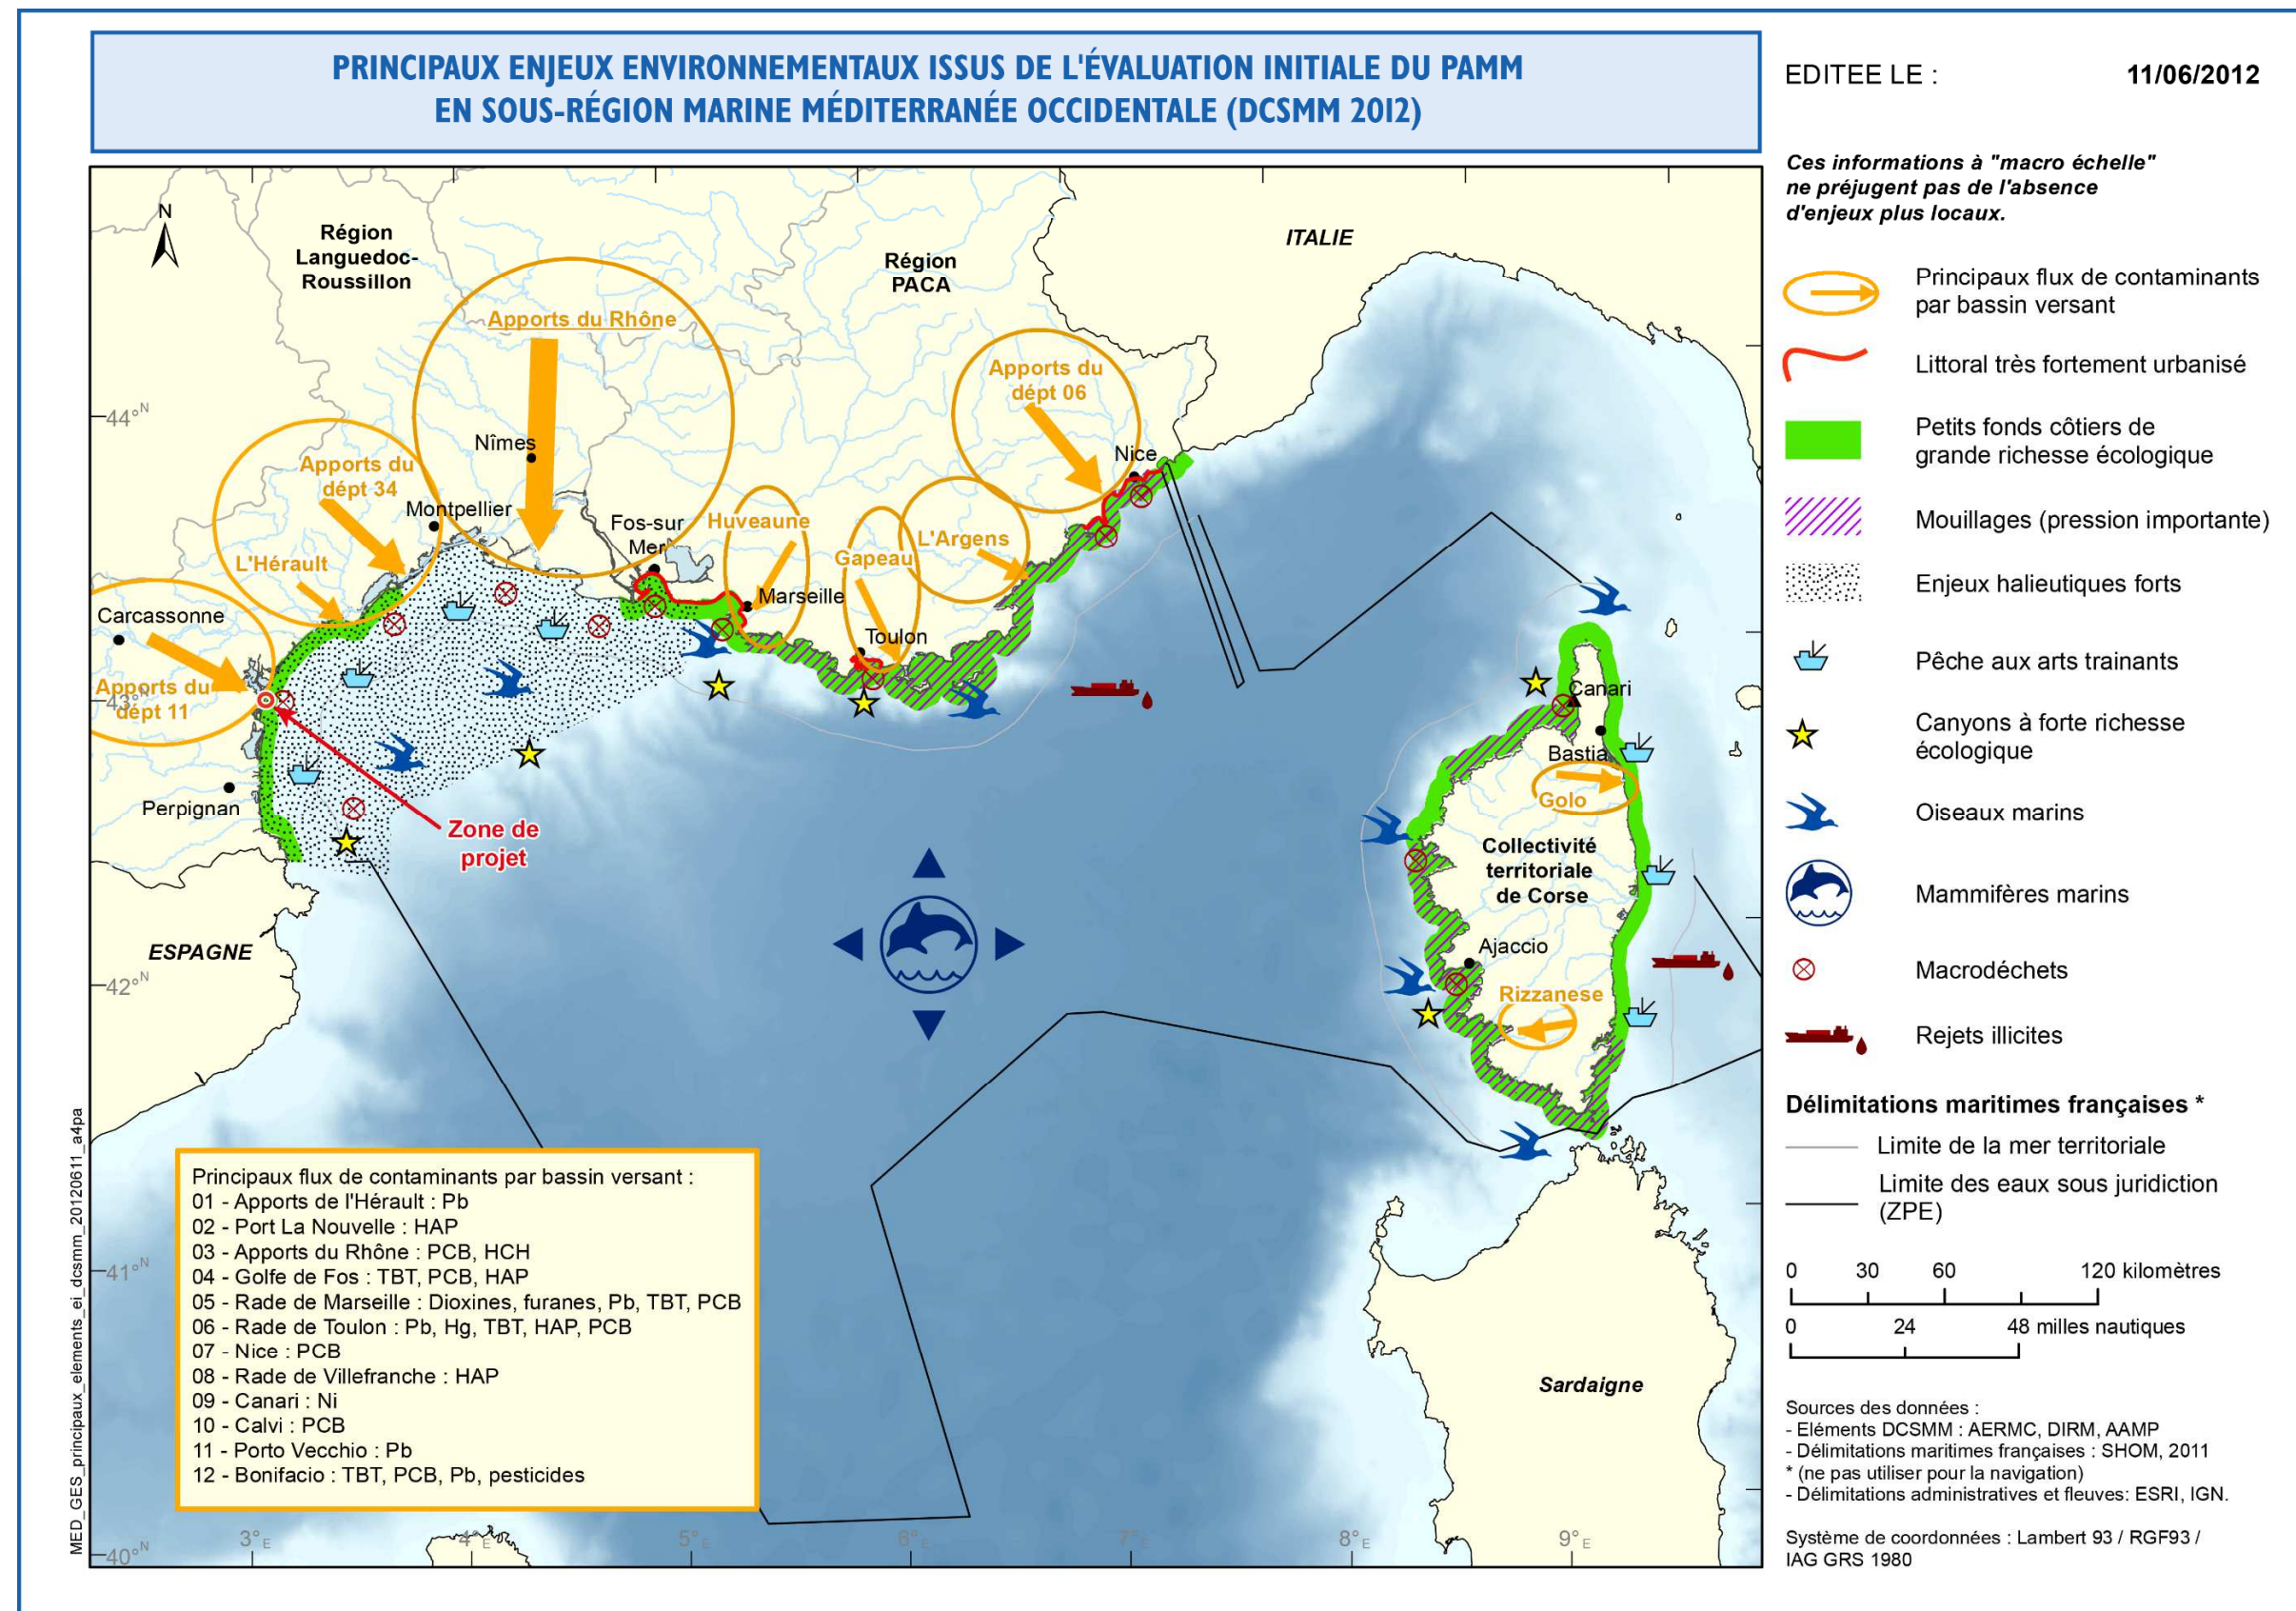 PRINCIPAUX ENJEUX ENVIRONNEMENTAUX ISSUS DE L'ÉVALUATION INITIALE DU PAMM
EN SOUS-RÉGION MARINE MÉDITERRANÉE OCCIDENTALE (DCSMM 2012)
EDITEE LE : 11/06/2012
Ces informations à "macro échelle"
ne préjugent pas de l'absence
d'enjeux plus locaux.
Principaux flux de contaminants
par bassin versant
Littoral très fortement urbanisé
Petits fonds côtiers de
grande richesse écologique
Mouillages (pression importante)
Enjeux halieutiques forts
Pêche aux arts trainants
Canyons à forte richesse
écologique
Oiseaux marins
Mammifères marins
Macrodéchets
Rejets illicites
Délimitations maritimes françaises *
Limite de la mer territoriale
Limite des eaux sous juridiction
(ZPE)
0 30 60 120 kilomètres
0 24 48 milles nautiques
Sources des données :
- Eléments DCSMM : AERMC, DIRM, AAMP
- Délimitations maritimes françaises : SHOM, 2011
* (ne pas utiliser pour la navigation)
- Délimitations administratives et fleuves: ESRI, IGN.
Système de coordonnées : Lambert 93 / RGF93 /
IAG GRS 1980
N
Région
Languedoc-
Roussillon
Région
PACA
ITALIE
Apports du Rhône
Apports du
dépt 06
44°N
Nîmes
Nice
Apports du
dépt 34
Montpellier
Fos-sur
Mer
Huveaune
L'Argens
Gapeau
L'Hérault
Marseille
Carcassonne
Toulon
Apports du
dépt 11
43°N
Canari
Bastia
Golo
Perpignan
Zone de
projet
Collectivité
territoriale
de Corse
ESPAGNE
Ajaccio
42°N
Rizzanese
Sardaigne
41°N
40°N
3°E
4°E
5°E
6°E
7°E
8°E
9°E
Principaux flux de contaminants par bassin versant :
01 - Apports de l'Hérault : Pb
02 - Port La Nouvelle : HAP
03 - Apports du Rhône : PCB, HCH
04 - Golfe de Fos : TBT, PCB, HAP
05 - Rade de Marseille : Dioxines, furanes, Pb, TBT, PCB
06 - Rade de Toulon : Pb, Hg, TBT, HAP, PCB
07 - Nice : PCB
08 - Rade de Villefranche : HAP
09 - Canari : Ni
10 - Calvi : PCB
11 - Porto Vecchio : Pb
12 - Bonifacio : TBT, PCB, Pb, pesticides
MED_GES_principaux_elements_ei_dcsmm_20120611_a4pa